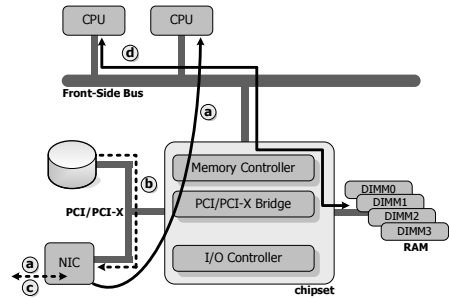 CPU CPU
d
Front-Side Bus
a
Memory Controller
b
DIMM0
DIMM1
PCI/PCI-X
PCI/PCI-X Bridge
DIMM2
DIMM3
RAM
NIC
I/O Controller
a
c
chipset